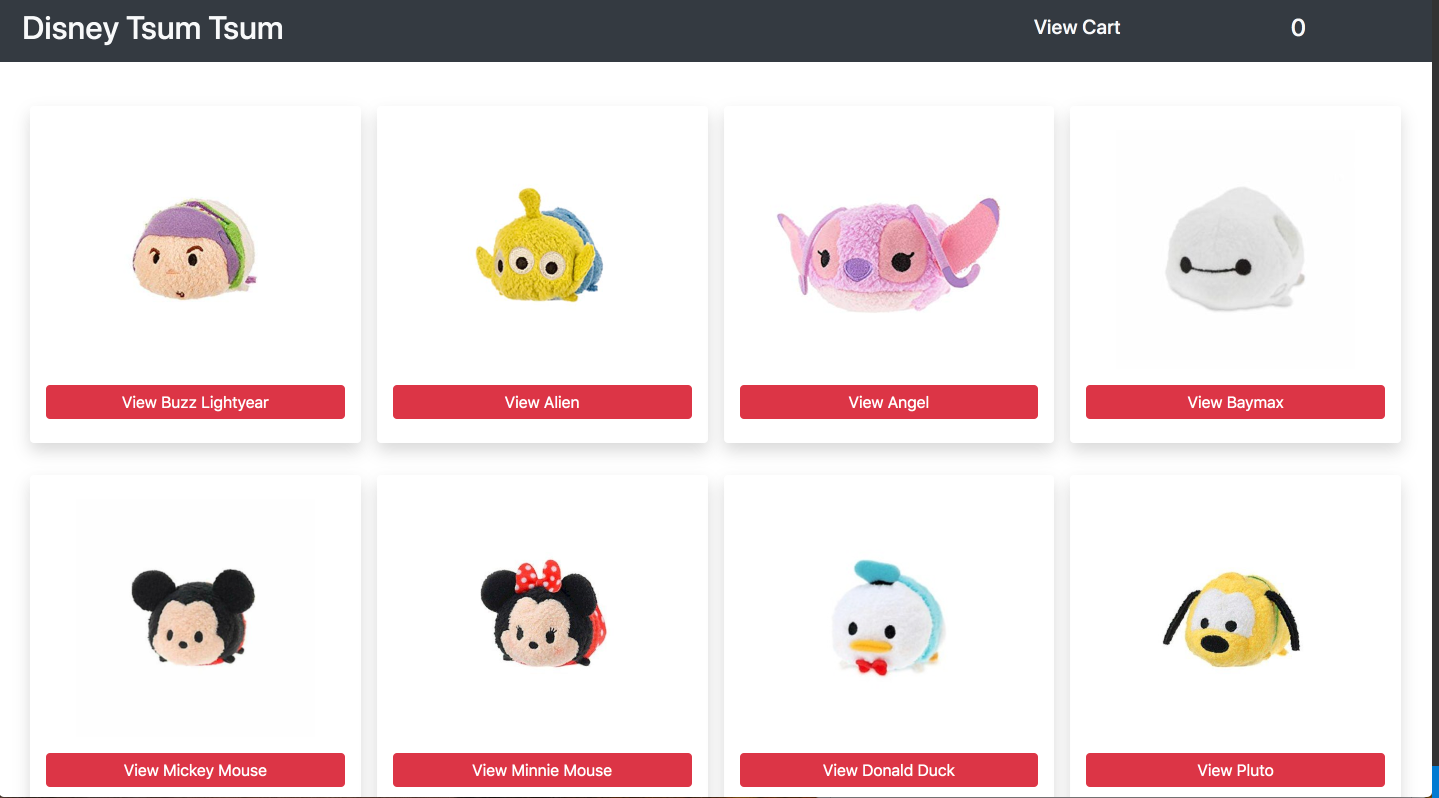 Disney Tsum Tsum
View Cart
0
View Buzz Lightyear
View Alien
View Angel
View Baymax
View Mickey Mouse
View Minnie Mouse
View Donald Duck
View Pluto